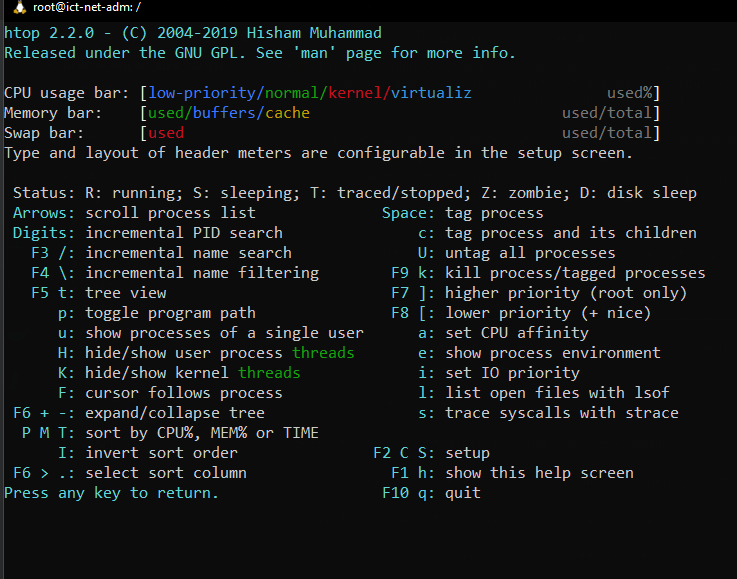 root@ict-net-adm: /
htop 2.2.0 - (C) 2004-2019 Hisham Muhammad
Released under the GNU GPL. See 'man' page for more info.
CPU usage bar: [low-priority/normal/kernel/virtualiz               used%]
Memory bar:    [used/buffers/cache                            used/total]
Swap bar:      [used                                          used/total]
Type and layout of header meters are configurable in the setup screen.
Status: R: running; S: sleeping; T: traced/stopped; Z: zombie; D: disk sleep
Arrows: scroll process list              Space: tag process
Digits: incremental PID search               c: tag process and its children
F3 /: incremental name search              U: untag all processes
F4 \: incremental name filtering        F9 k: kill process/tagged processes
F5 t: tree view                         F7 ]: higher priority (root only)
p: toggle program path               F8 [: lower priority (+ nice)
u: show processes of a single user      a: set CPU affinity
H: hide/show user process threads       e: show process environment
K: hide/show kernel threads             i: set IO priority
F: cursor follows process               l: list open files with lsof
F6 + -: expand/collapse tree                 s: trace syscalls with strace
P M T: sort by CPU%, MEM% or TIME
I: invert sort order               F2 C S: setup
F6 > .: select sort column                F1 h: show this help screen
Press any key to return.                  F10 q: quit